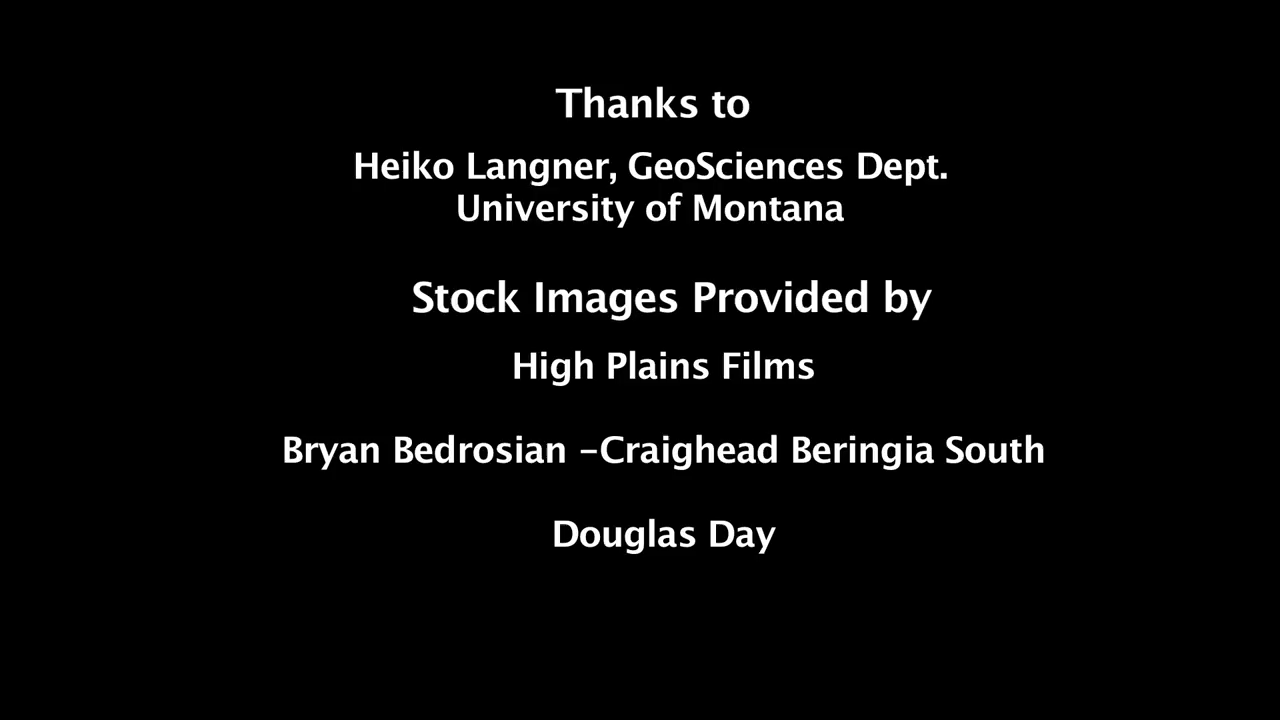 Thanks to
Heiko Langner, GeoSciences Dept.
University of Montana
Stock Images Provided by
High Plains Films
Bryan Bedrosian -Craighead Beringia South
Douglas Day